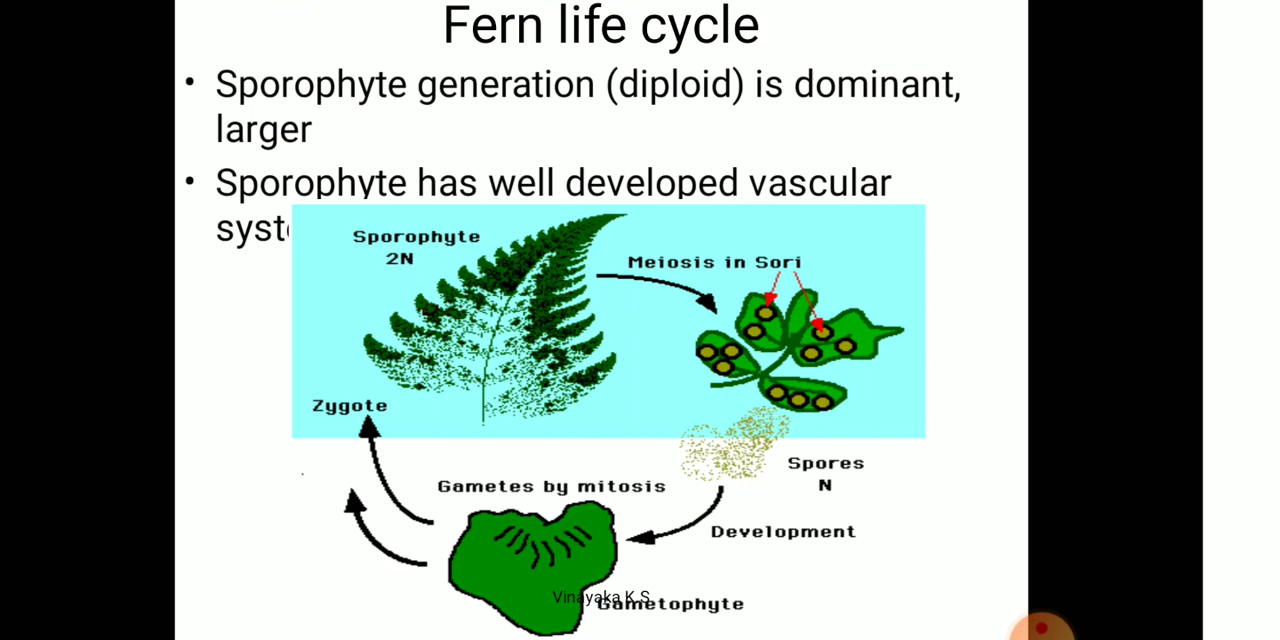 Fern life cycle
• Sporophyte generation (diploid) is dominant,
larger
• Sporophyte has well developed vascular
syst
Sporophyte
2N
Meiosis in Sori
Zygote
Spores
N
Gametes by mitosis
Development
Vinayaka K.S
Gametophyte